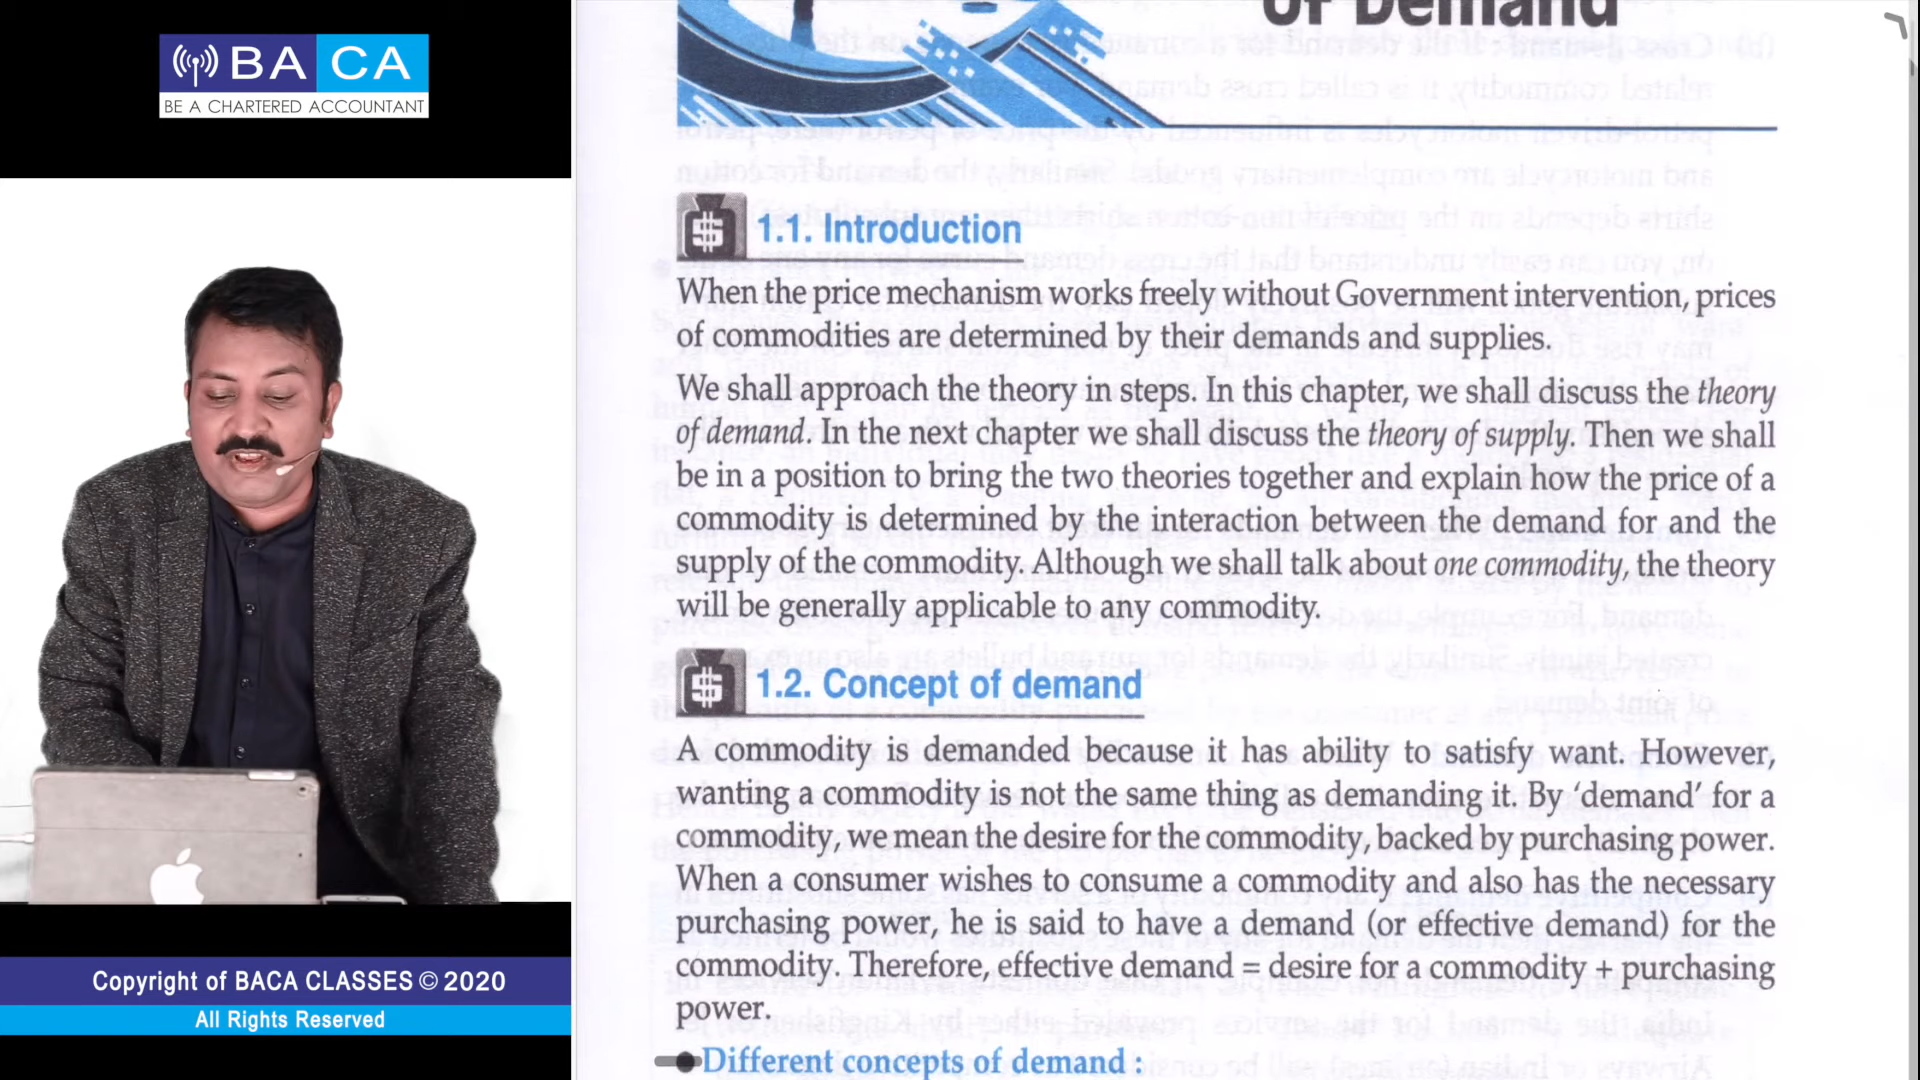 BA CA
BE A CHARTERED ACCOUNTANT
of Demand
1.1. Introduction
When the price mechanism works freely without Government intervention, prices
of commodities are determined by their demands and supplies.
We shall approach the theory in steps. In this chapter, we shall discuss the theory
of demand. In the next chapter we shall discuss the theory of supply. Then we shall
be in a position to bring the two theories together and explain how the price of a
commodity is determined by the interaction between the demand for and the
supply of the commodity. Although we shall talk about one commodity, the theory
will be generally applicable to any commodity.
1.2. Concept of demand
A commodity is demanded because it has ability to satisfy want. However,
wanting a commodity is not the same thing as demanding it. By ‘demand’ for a
commodity, we mean the desire for the commodity, backed by purchasing power.
When a consumer wishes to consume a commodity and also has the necessary
purchasing power, he is said to have a demand (or effective demand) for the
commodity. Therefore, effective demand = desire for a commodity + purchasing
power.
Different concepts of demand :
Copyright of BACA CLASSES © 2020
All Rights Reserved